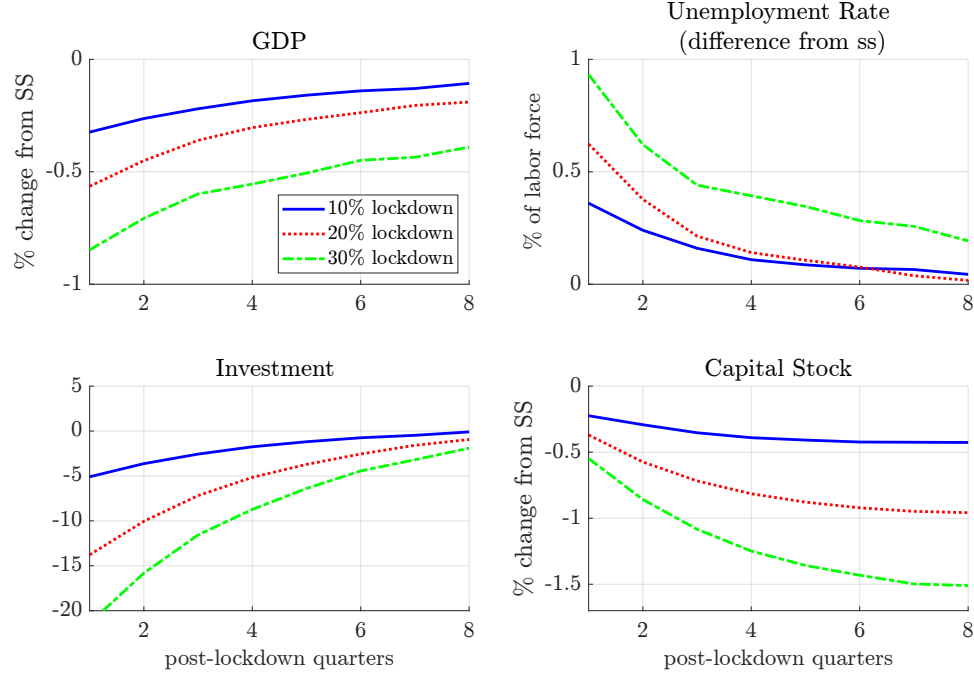 GDP
0
-0.5
-1
% change from SS
2
4
6
8
10% lockdown
20% lockdown
30% lockdown
Unemployment Rate
(difference from ss)
1
0.5
0
% of labor force
2
4
6
8
Investment
5
0
-5
-10
-15
-20
2
4
6
8
post-lockdown quarters
Capital Stock
0
-0.5
-1
-1.5
% change from SS
2
4
6
8
post-lockdown quarters